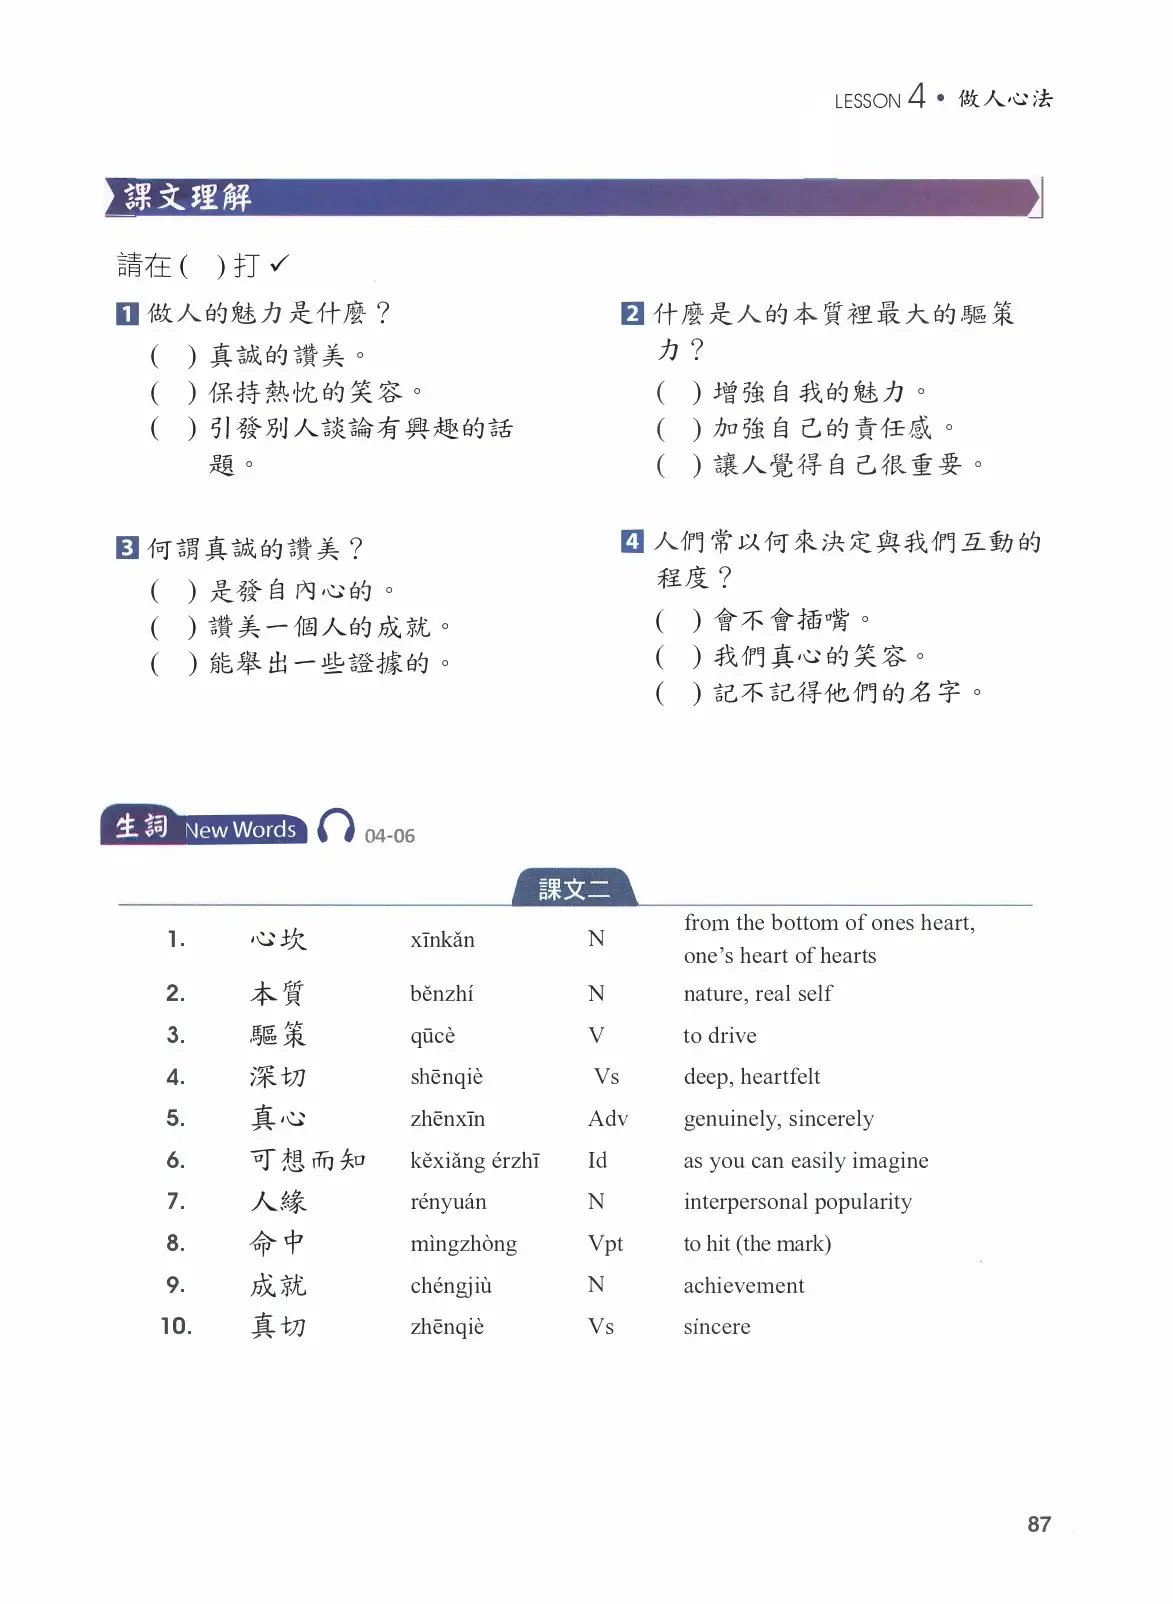 LESSON 4 • 做人心法
課文理解
請在( )打✓
1 做人的魅力是什麼？
( ) 真誠的讚美。
( ) 保持熱忱的笑容。
( ) 引發別人談論有興趣的話
題。
2 什麼是人的本質裡最大的驅策
力？
( ) 增強自我的魅力。
( ) 加強自己的責任感。
( ) 讓人覺得自己很重要。
3 何謂真誠的讚美？
( ) 是發自內心的。
( ) 讚美一個人的成就。
( ) 能舉出一些證據的。
4 人們常以何來決定與我們互動的
程度？
( ) 會不會插嘴。
( ) 我們真心的笑容。
( ) 記不記得他們的名字。
生詞 New Words 04-06
課文二
1. 心坎 xīnkǎn N from the bottom of ones heart,
one's heart of hearts
2. 本質 běnzhí N nature, real self
3. 驅策 qūcè V to drive
4. 深切 shēnqiè Vs deep, heartfelt
5. 真心 zhēnxīn Adv genuinely, sincerely
6. 可想而知 kěxiǎng érzhī Id as you can easily imagine
7. 人緣 rényuán N interpersonal popularity
8. 命中 mìngzhòng Vpt to hit (the mark)
9. 成就 chéngjiù N achievement
10. 真切 zhēnqiè Vs sincere
87